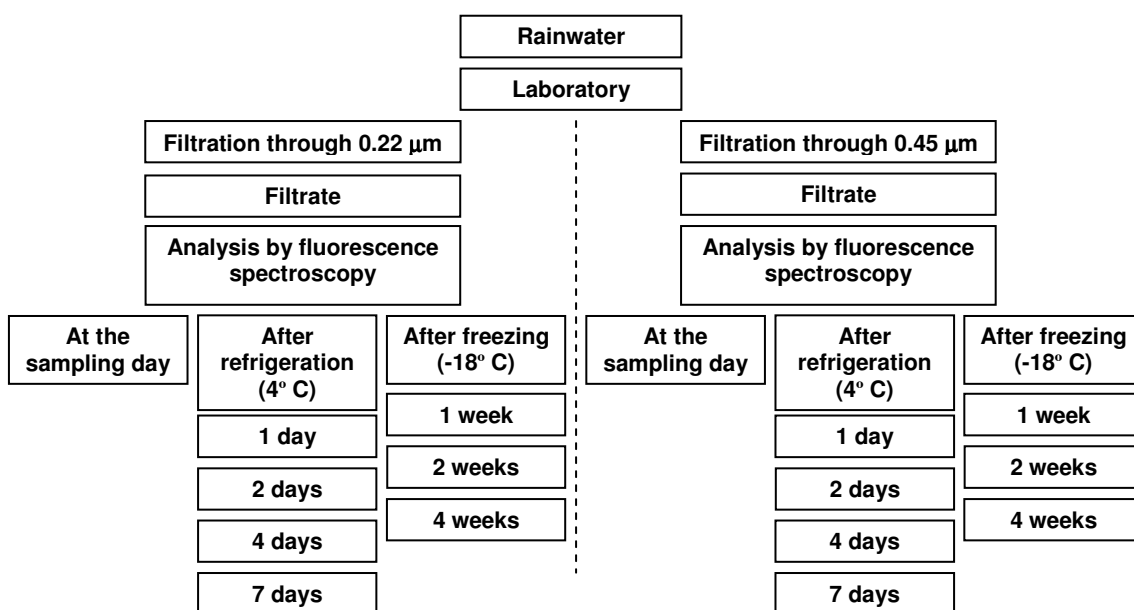 Rainwater
Laboratory
Filtration through 0.22 μm
Filtrate
Analysis by fluorescence
spectroscopy
At the
sampling day
After
refrigeration
(4º C)
1 day
2 days
4 days
7 days
After freezing
(-18º C)
1 week
2 weeks
4 weeks
Filtration through 0.45 μm
Filtrate
Analysis by fluorescence
spectroscopy
At the
sampling day
After
refrigeration
(4º C)
1 day
2 days
4 days
7 days
After freezing
(-18º C)
1 week
2 weeks
4 weeks